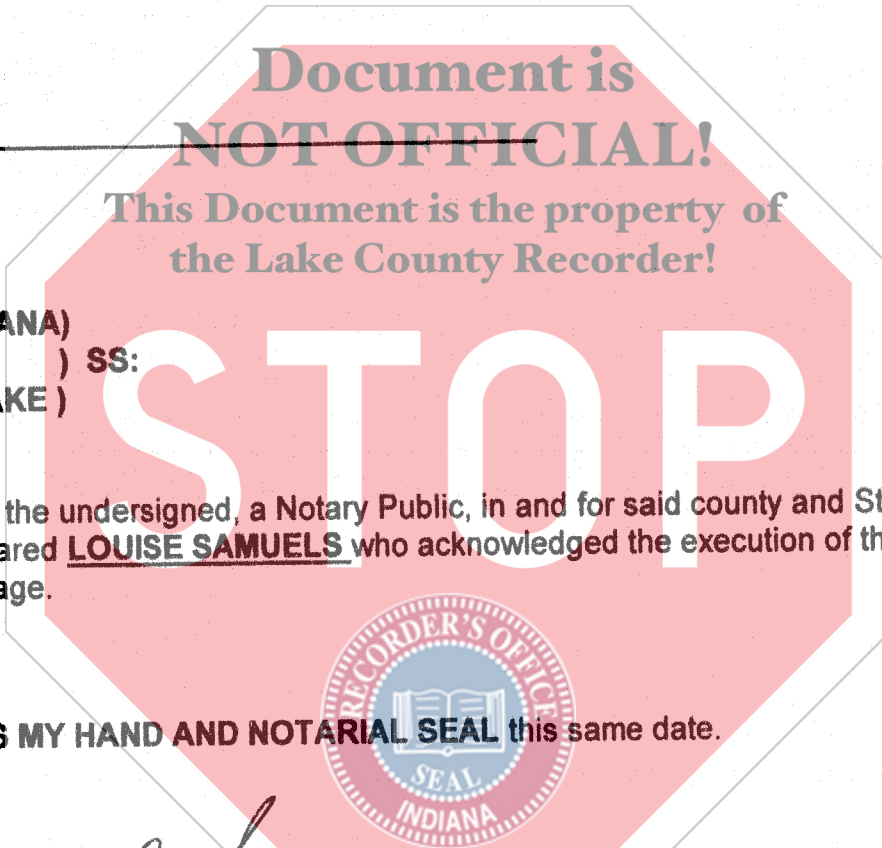 Document is
NOT OFFICIAL!
This Document is the property of
the Lake County Recorder!
ANA)
) SS:
KE )
STOP
the undersigned, a Notary Public, in and for said county and St
ared LOUISE SAMUELS who acknowledged the execution of th
age.
RECORDER'S OFFICE
S MY HAND AND NOTARIAL SEAL this same date.
SEAL
INDIANA